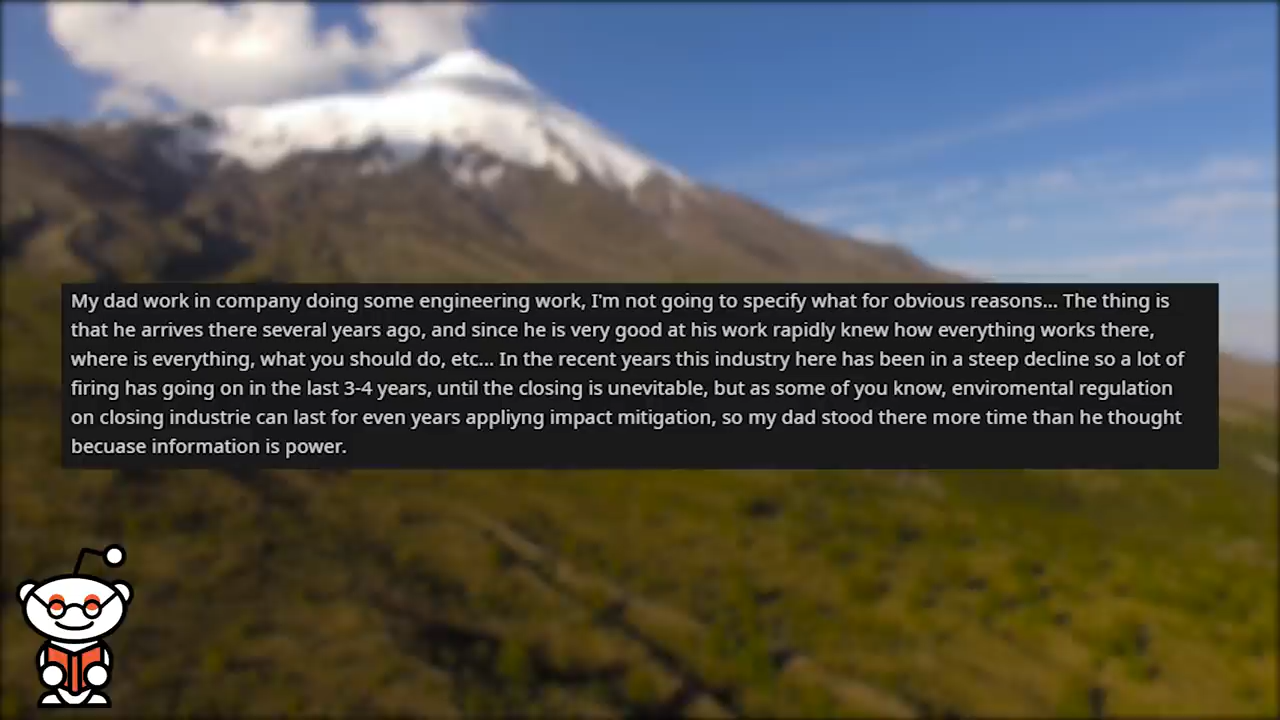 My dad work in company doing some engineering work, I'm not going to specify what for obvious reasons... The thing is
that he arrives there several years ago, and since he is very good at his work rapidly knew how everything works there,
where is everything, what you should do, etc... In the recent years this industry here has been in a steep decline so a lot of
firing has going on in the last 3-4 years, until the closing is unevitable, but as some of you know, enviromental regulation
on closing industrie can last for even years appliyng impact mitigation, so my dad stood there more time than he thought
becuase information is power.